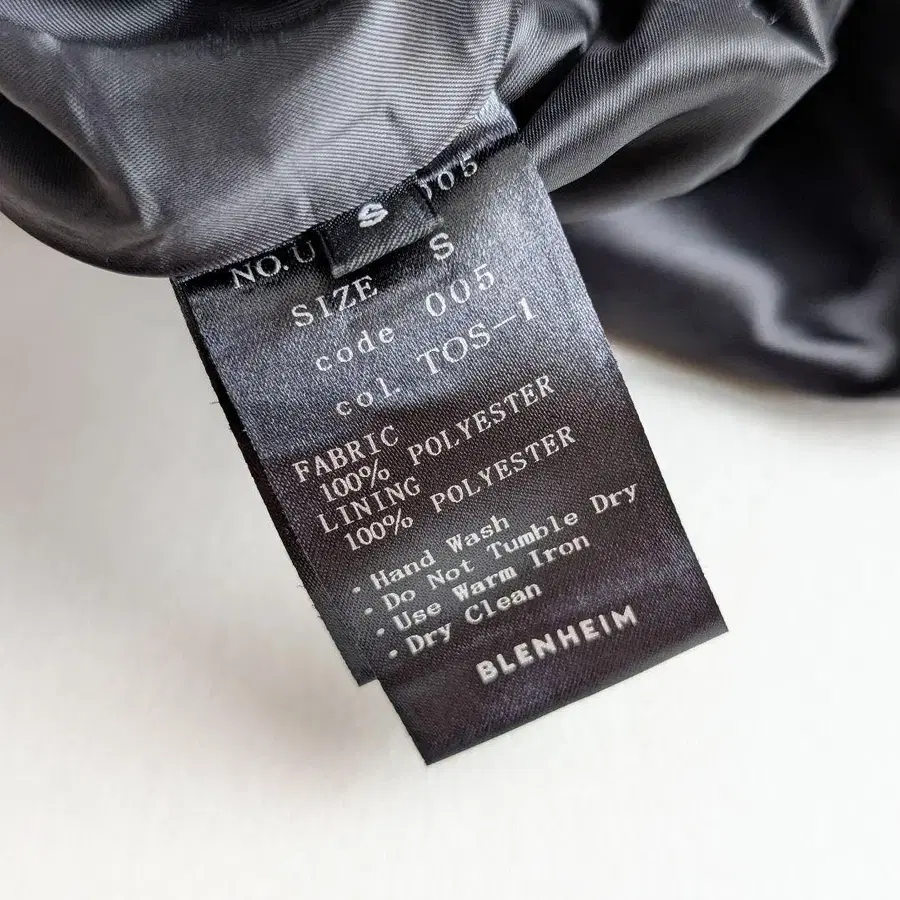 S
NO.U 005
SIZE S
code 005
col. TOS-1
FABRIC
100% POLYESTER
LINING
100% POLYESTER
· Hand Wash
· Do Not Tumble Dry
· Use Warm Iron
· Dry Clean
BLENHEIM